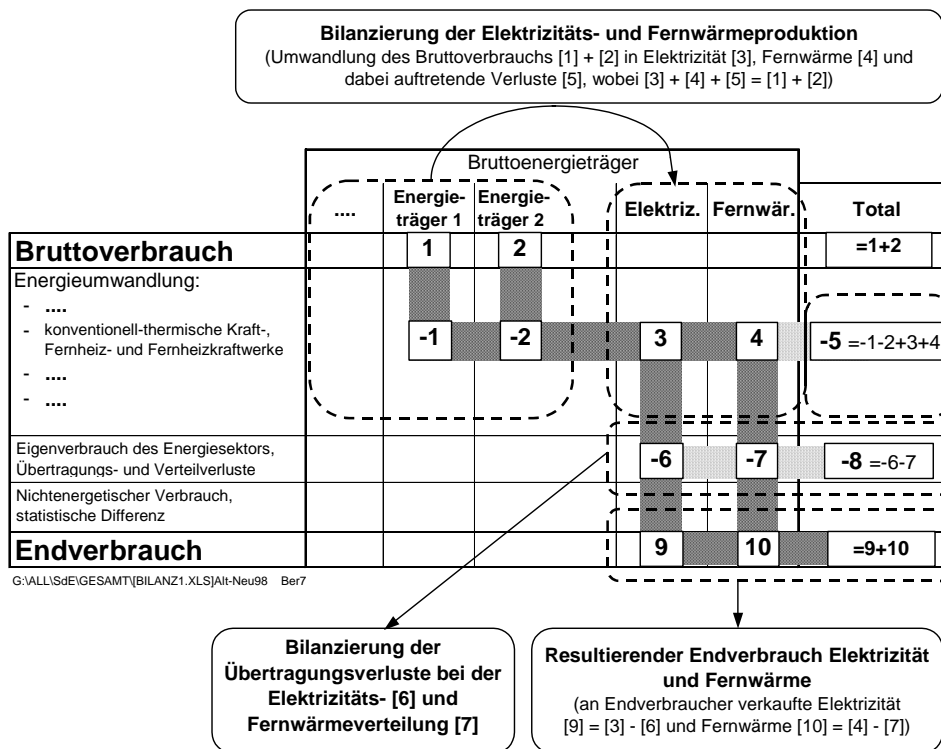 Bilanzierung der Elektrizitäts- und Fernwärmeproduktion
(Umwandlung des Bruttoverbrauchs [1] + [2] in Elektrizität [3], Fernwärme [4] und
dabei auftretende Verluste [5], wobei [3] + [4] + [5] = [1] + [2])
Bruttoenergieträger
.... Energie- Energie- Elektriz. Fernwär. Total
träger 1 träger 2
Bruttoverbrauch 1 2 =1+2
Energieumwandlung:
- ....
- konventionell-thermische Kraft-, -1 -2 3 4 -5 =-1-2+3+4
Fernheiz- und Fernheizkraftwerke
- ....
- ....
Eigenverbrauch des Energiesektors,
Übertragungs- und Verteilverluste -6 -7 -8 =-6-7
Nichtenergetischer Verbrauch,
statistische Differenz
Endverbrauch 9 10 =9+10
G:\ALL\SdE\GESAMT\[BILANZ1.XLS]Alt-Neu98 Ber7
Bilanzierung der
Übertragungsverluste bei der
Elektrizitäts- [6] und
Fernwärmeverteilung [7]
Resultierender Endverbrauch Elektrizität
und Fernwärme
(an Endverbraucher verkaufte Elektrizität
[9] = [3] - [6] und Fernwärme [10] = [4] - [7])